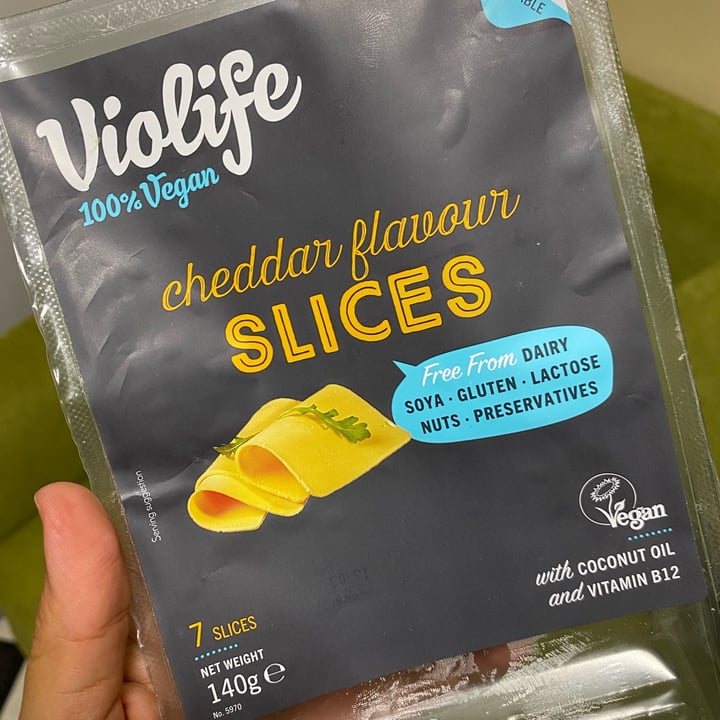 Violife
100% Vegan
cheddar flavour
SLICES
Free From DAIRY
SOYA · GLUTEN · LACTOSE
NUTS · PRESERVATIVES
Serving suggestion
Vegan
with COCONUT OIL
and VITAMIN B12
7 SLICES
NET WEIGHT
140g ℮
No. 5970